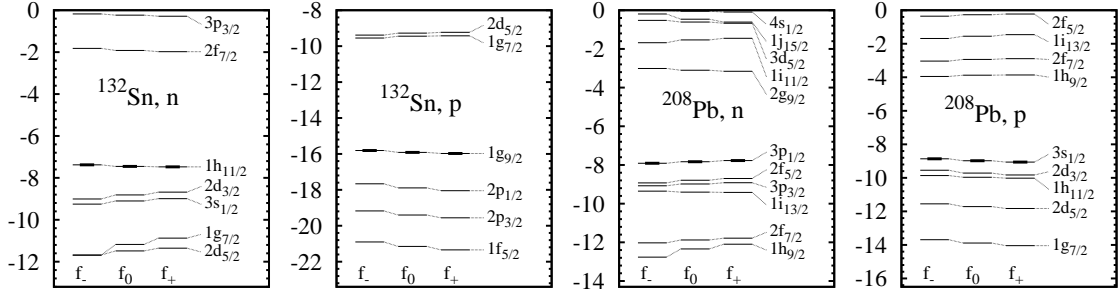 0
-2
-4
-6
-8
-10
-12
3p3/2
2f7/2
132Sn, n
1h11/2
2d3/2
3s1/2
1g7/2
2d5/2
f- f0 f+
-8
-10
-12
-14
-16
-18
-20
-22
2d5/2
1g7/2
132Sn, p
1g9/2
2p1/2
2p3/2
1f5/2
f- f0 f+
0
-2
-4
-6
-8
-10
-12
-14
4s1/2
1j15/2
3d5/2
1i11/2
2g9/2
208Pb, n
3p1/2
2f5/2
3p3/2
1i13/2
2f7/2
1h9/2
f- f0 f+
0
-2
-4
-6
-8
-10
-12
-14
-16
2f5/2
1i13/2
2f7/2
1h9/2
208Pb, p
3s1/2
2d3/2
1h11/2
2d5/2
1g7/2
f- f0 f+